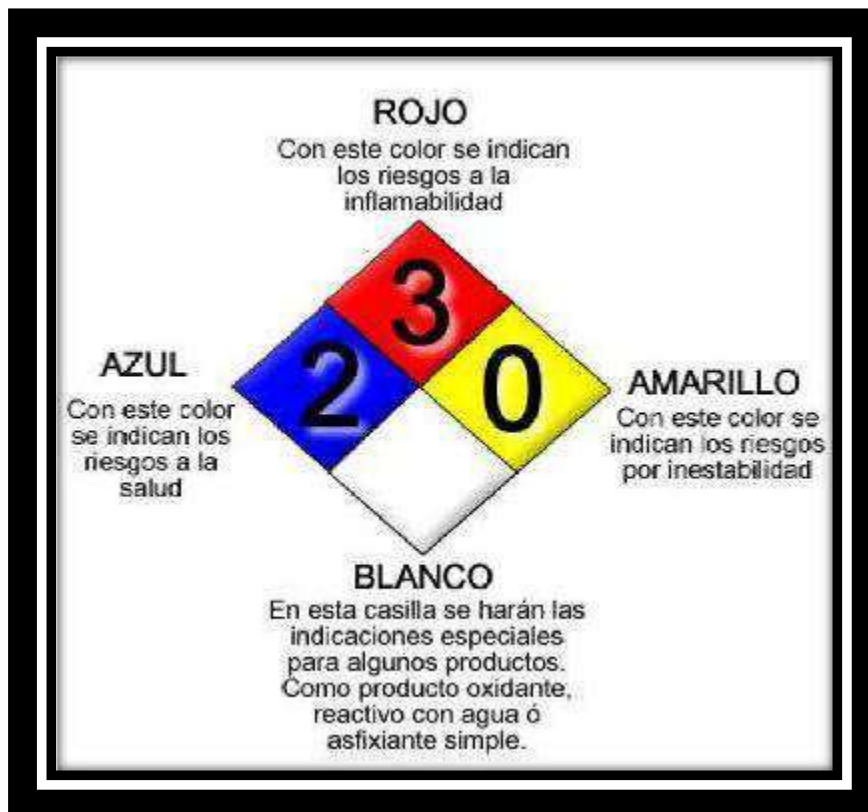 ROJO
Con este color se indican
los riesgos a la
inflamabilidad
3
2
0
AZUL
Con este color
se indican los
riesgos a la
salud
AMARILLO
Con este color se
indican los riesgos
por inestabilidad
BLANCO
En esta casilla se harán las
indicaciones especiales
para algunos productos.
Como producto oxidante,
reactivo con agua ó
asfixiante simple.